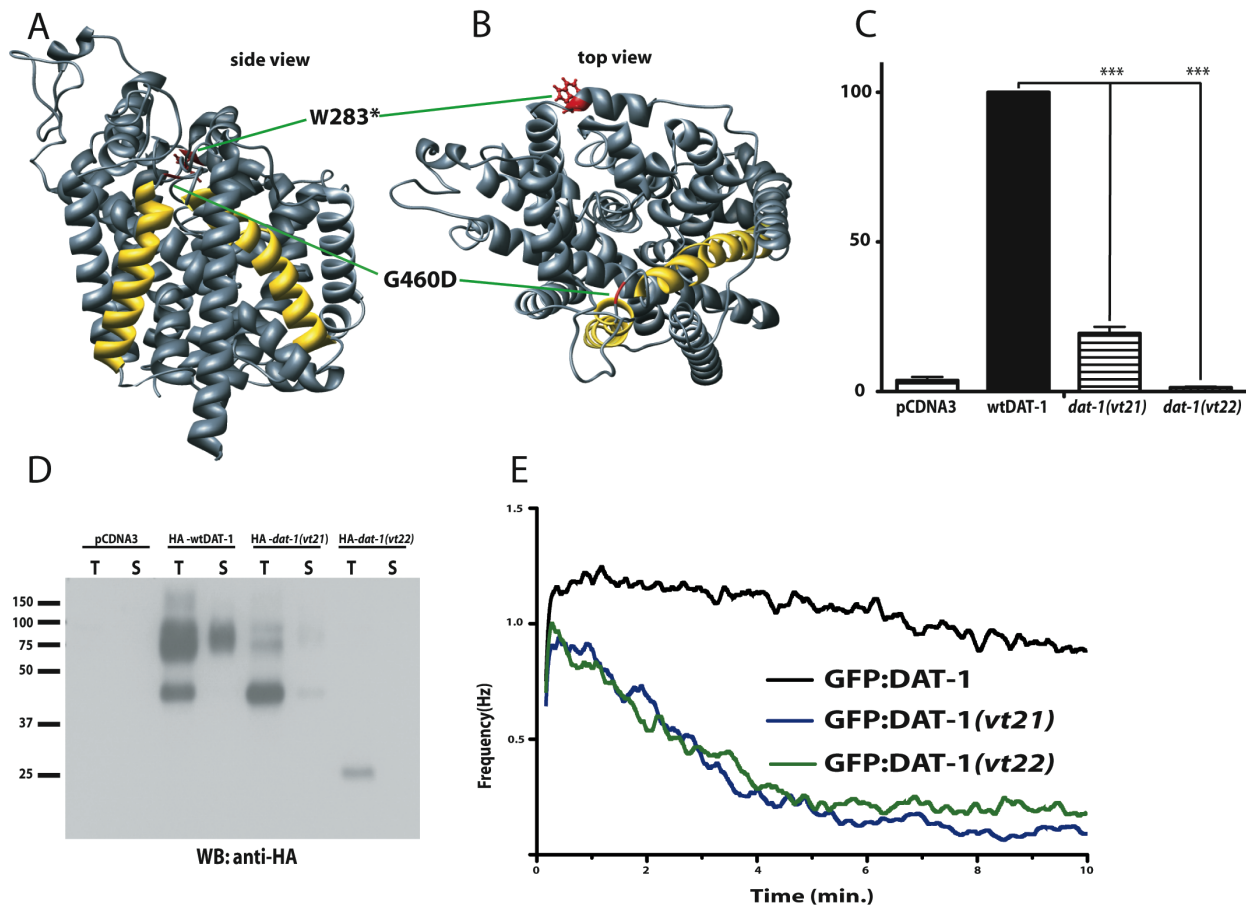 A
side view
B
top view
W283*
G460D
C
***
***
100
50
0
pCDNA3
wtDAT-1
dat-1(vt21)
dat-1(vt22)
D
pCDNA3
HA -wtDAT-1
HA -dat-1(vt21)
HA-dat-1(vt22)
T
S
T
S
T
S
T
S
150
100
75
50
37
25
WB: anti-HA
E
1.5
1.0
0.5
Frequency(Hz)
GFP:DAT-1
GFP:DAT-1(vt21)
GFP:DAT-1(vt22)
0
2
4
6
8
10
Time (min.)